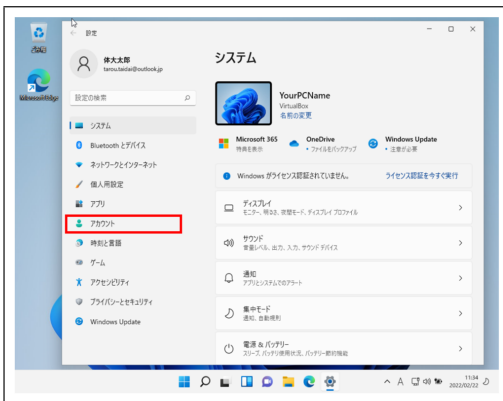 設定
ごみ箱
体太太郎
tarou.taidai@outlook.jp
システム
Microsoft Edge
設定の検索
YourPCName
VirtualBox
名前の変更
システム
Bluetooth とデバイス
Microsoft 365
特典を表示
OneDrive
• ファイルをバックアップ
Windows Update
• 注意が必要
ネットワークとインターネット
個人用設定
Windows がライセンス認証されていません。
ライセンス認証を今すぐ実行
アプリ
アカウント
ディスプレイ
モニター、明るさ、夜間モード、ディスプレイ プロファイル
時刻と言語
サウンド
音量レベル、出力、入力、サウンド デバイス
ゲーム
アクセシビリティ
通知
アプリとシステムからのアラート
プライバシーとセキュリティ
集中モード
通知、自動規則
Windows Update
電源 & バッテリー
スリープ、バッテリ使用状況、バッテリー節約機能
A
11:34
2022/02/22